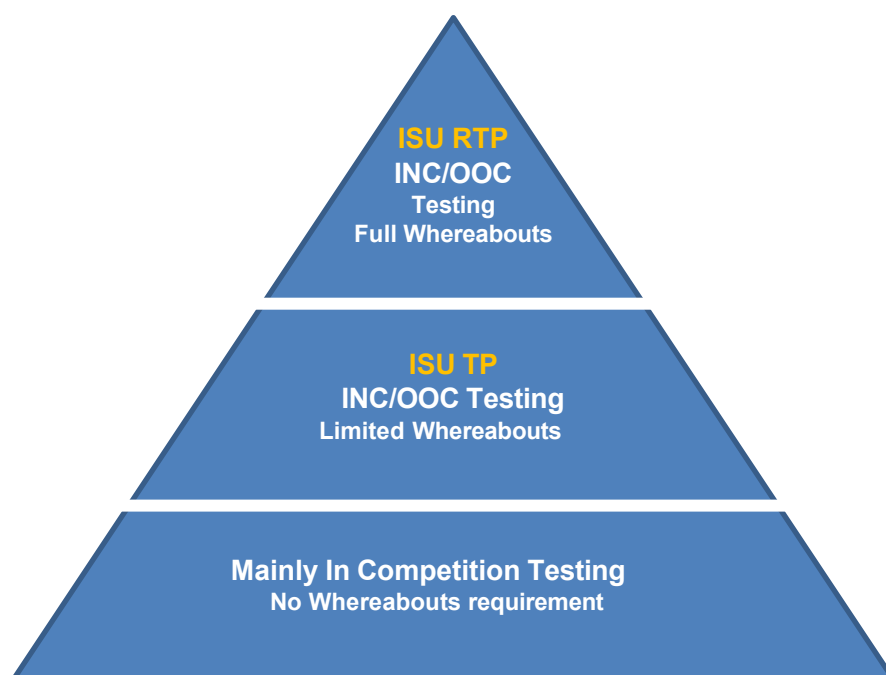 ISU RTP
INC/OOC
Testing
Full Whereabouts
ISU TP
INC/OOC Testing
Limited Whereabouts
Mainly In Competition Testing
No Whereabouts requirement